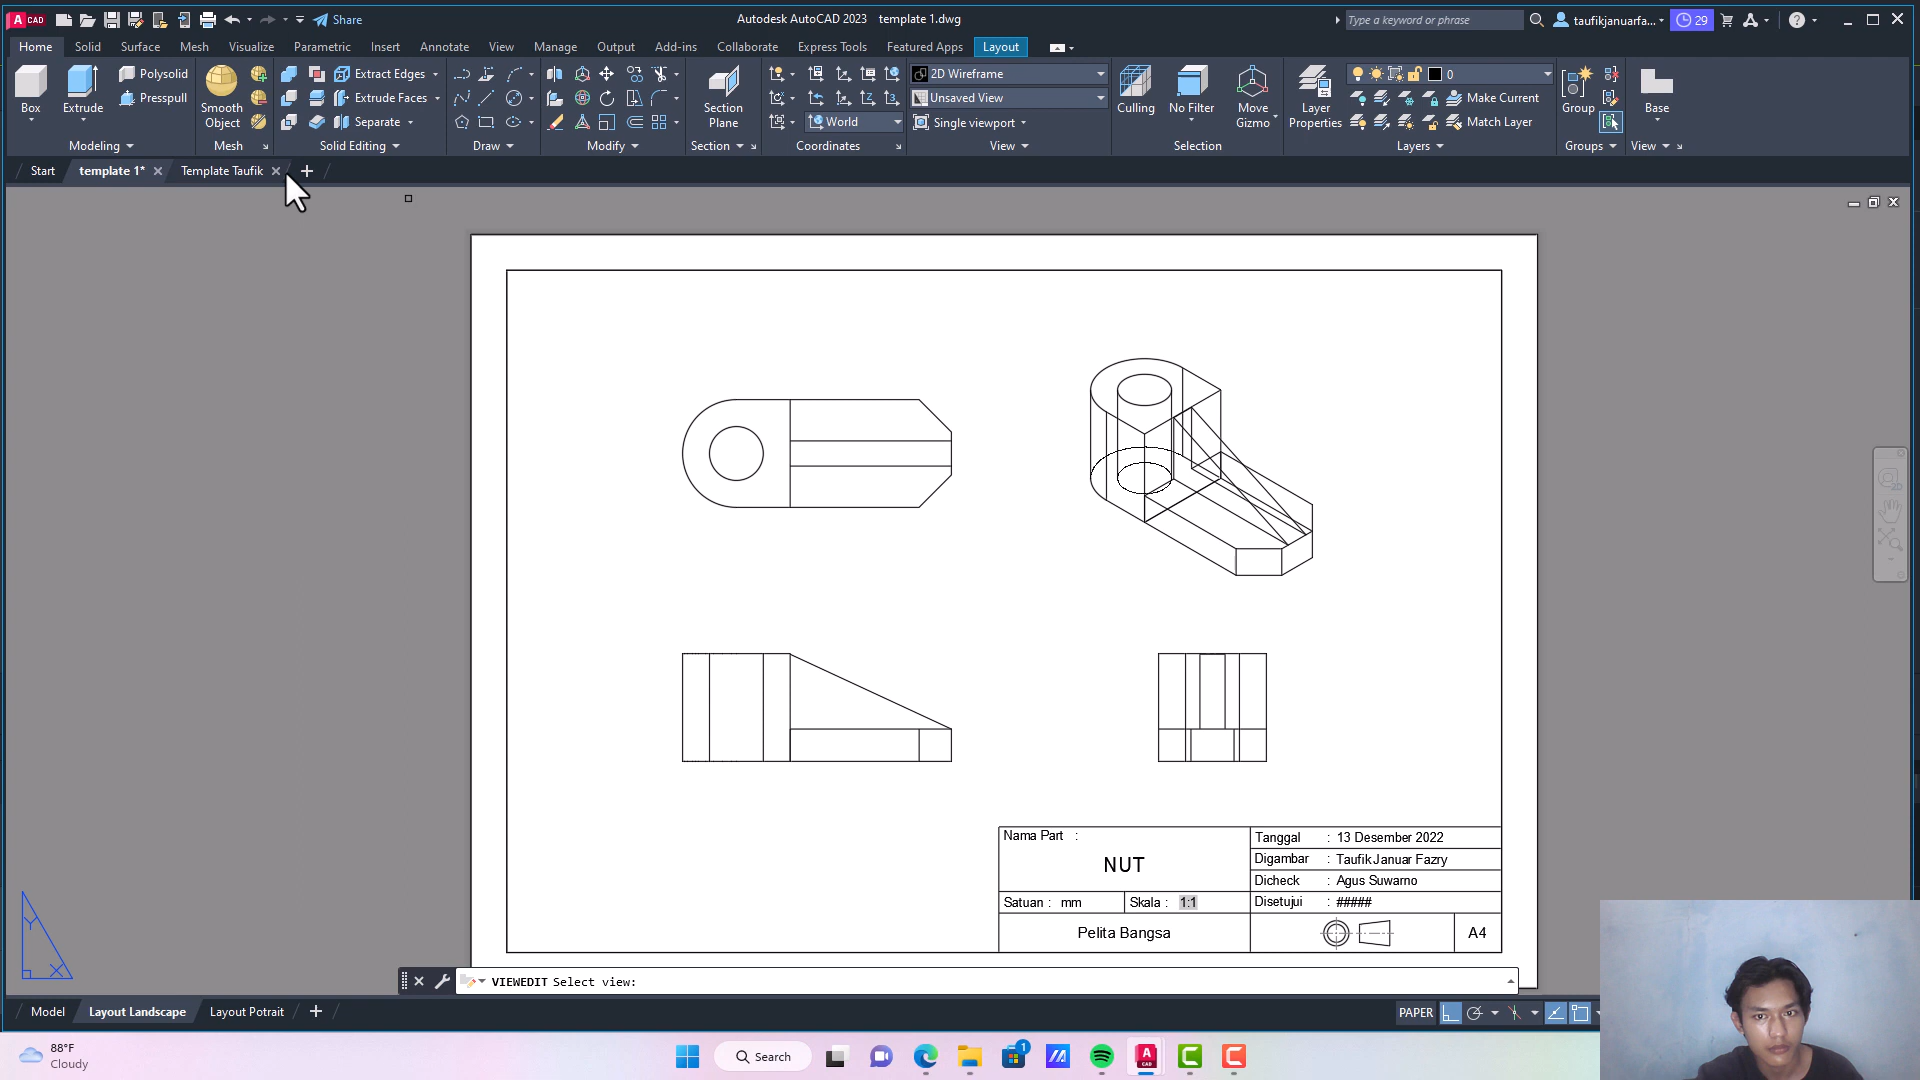 CAD
Share
Autodesk AutoCAD 2023 template 1.dwg
Type a keyword or phrase
taufikjanuarfa...
29
Home Solid Surface Mesh Visualize Parametric Insert Annotate View Manage Output Add-ins Collaborate Express Tools Featured Apps Layout
Box
Extrude
Polysolid
Presspull
Smooth
Object
Extract Edges
Extrude Faces
Separate
Section
Plane
World
2D Wireframe
Unsaved View
Single viewport
Culling
No Filter
Move
Gizmo
Layer
Properties
0
Make Current
Match Layer
Group
Base
Modeling Mesh Solid Editing Draw Modify Section Coordinates View Selection Layers Groups View
Start template 1* Template Taufik
Nama Part :
NUT
Satuan : mm
Skala : 1:1
Pelita Bangsa
Tanggal : 13 Desember 2022
Digambar : Taufik Januar Fazry
Dicheck : Agus Suwarno
Disetujui : #####
A4
Y
X
VIEWEDIT Select view:
Model Layout Landscape Layout Potrait
PAPER
88°F
Cloudy
Search
1
CAD